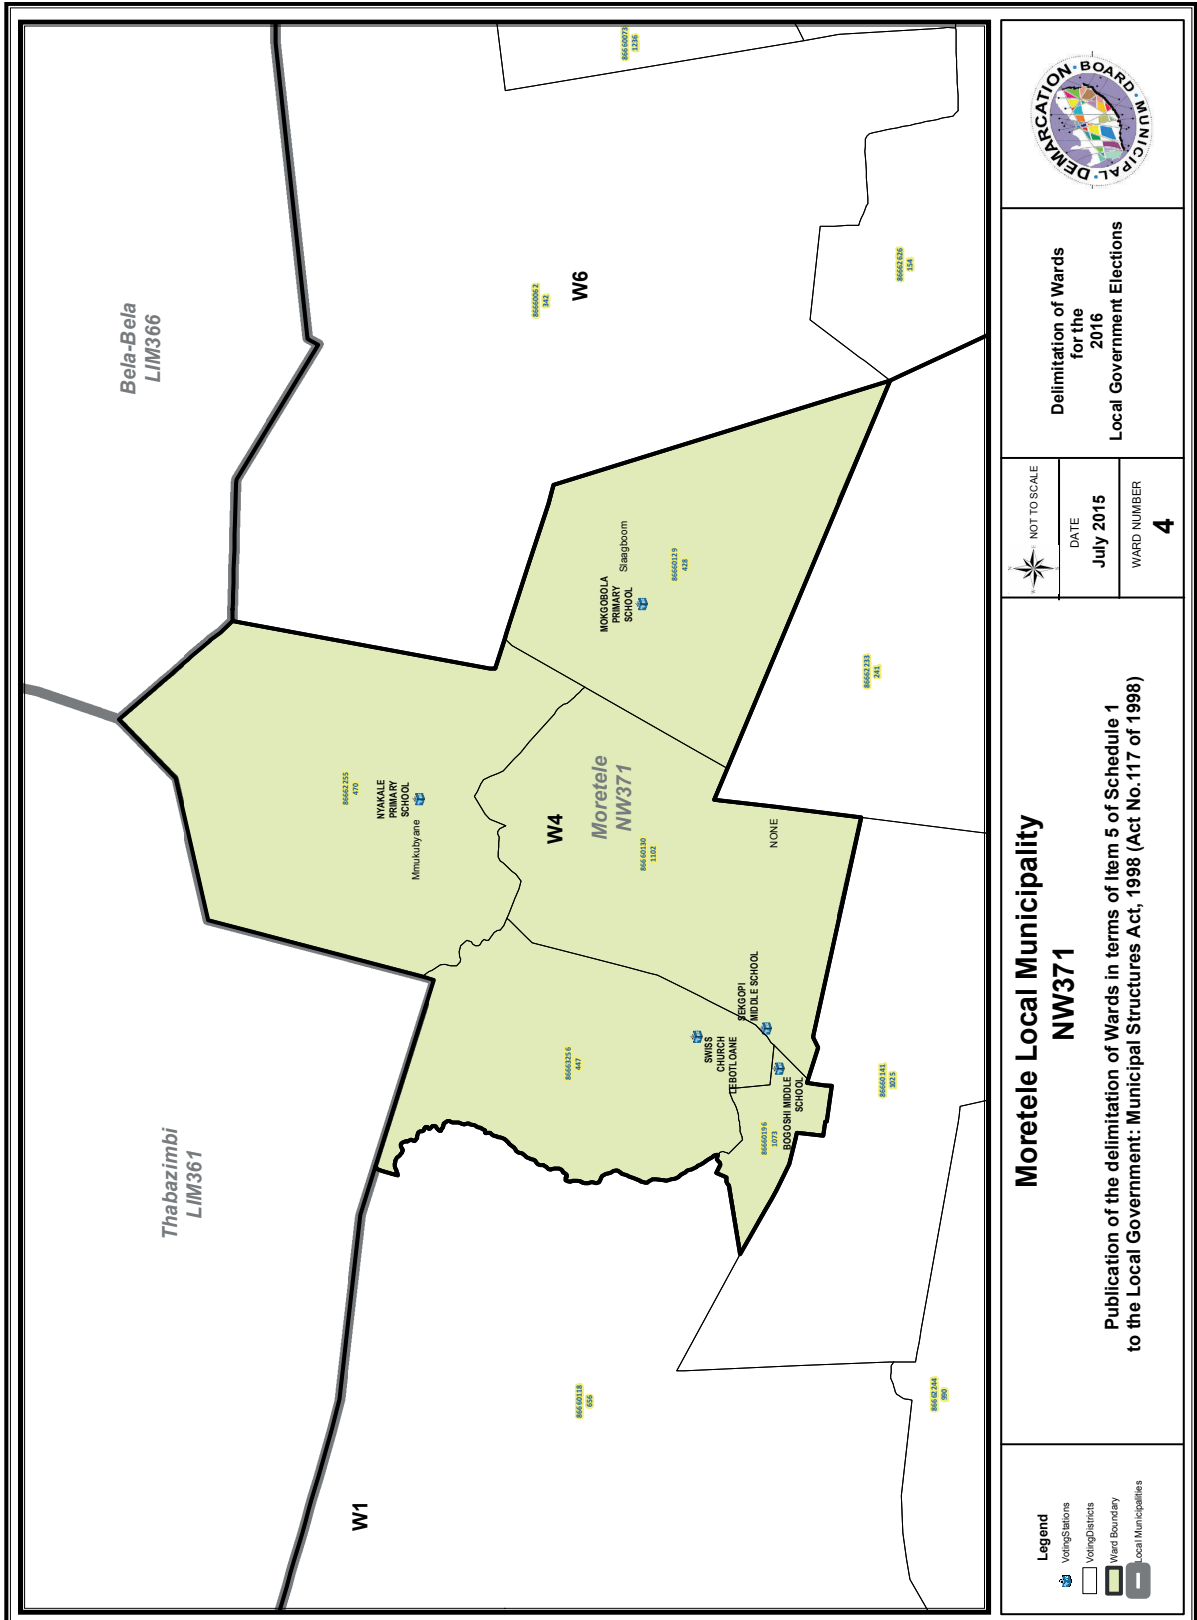 Bela-Bela
LIM366
Thabazimbi
LIM361
Moretele
NW371
W1
W4
W6
86660073
1236
86660062
342
86662626
154
86660129
428
86662233
241
86662255
470
86660130
1102
86663256
447
86660196
1073
86660141
1025
86660118
656
86662244
990
MOKGOBOLA
PRIMARY
SCHOOL
Slaagboom
NYAKALE
PRIMARY
SCHOOL
Mmukubyane
NONE
SEKGOPI
MIDDLE SCHOOL
SWISS
CHURCH
LEBOTLOANE
BOGOSHI MIDDLE
SCHOOL
Legend
VotingStations
VotingDistricts
Ward Boundary
Local Municipalities
Moretele Local Municipality
NW371
Publication of the delimitation of Wards in terms of Item 5 of Schedule 1
to the Local Government: Municipal Structures Act, 1998 (Act No.117 of 1998)
NOT TO SCALE
DATE
July 2015
WARD NUMBER
4
Delimitation of Wards
for the
2016
Local Government Elections
MUNICIPAL DEMARCATION BOARD